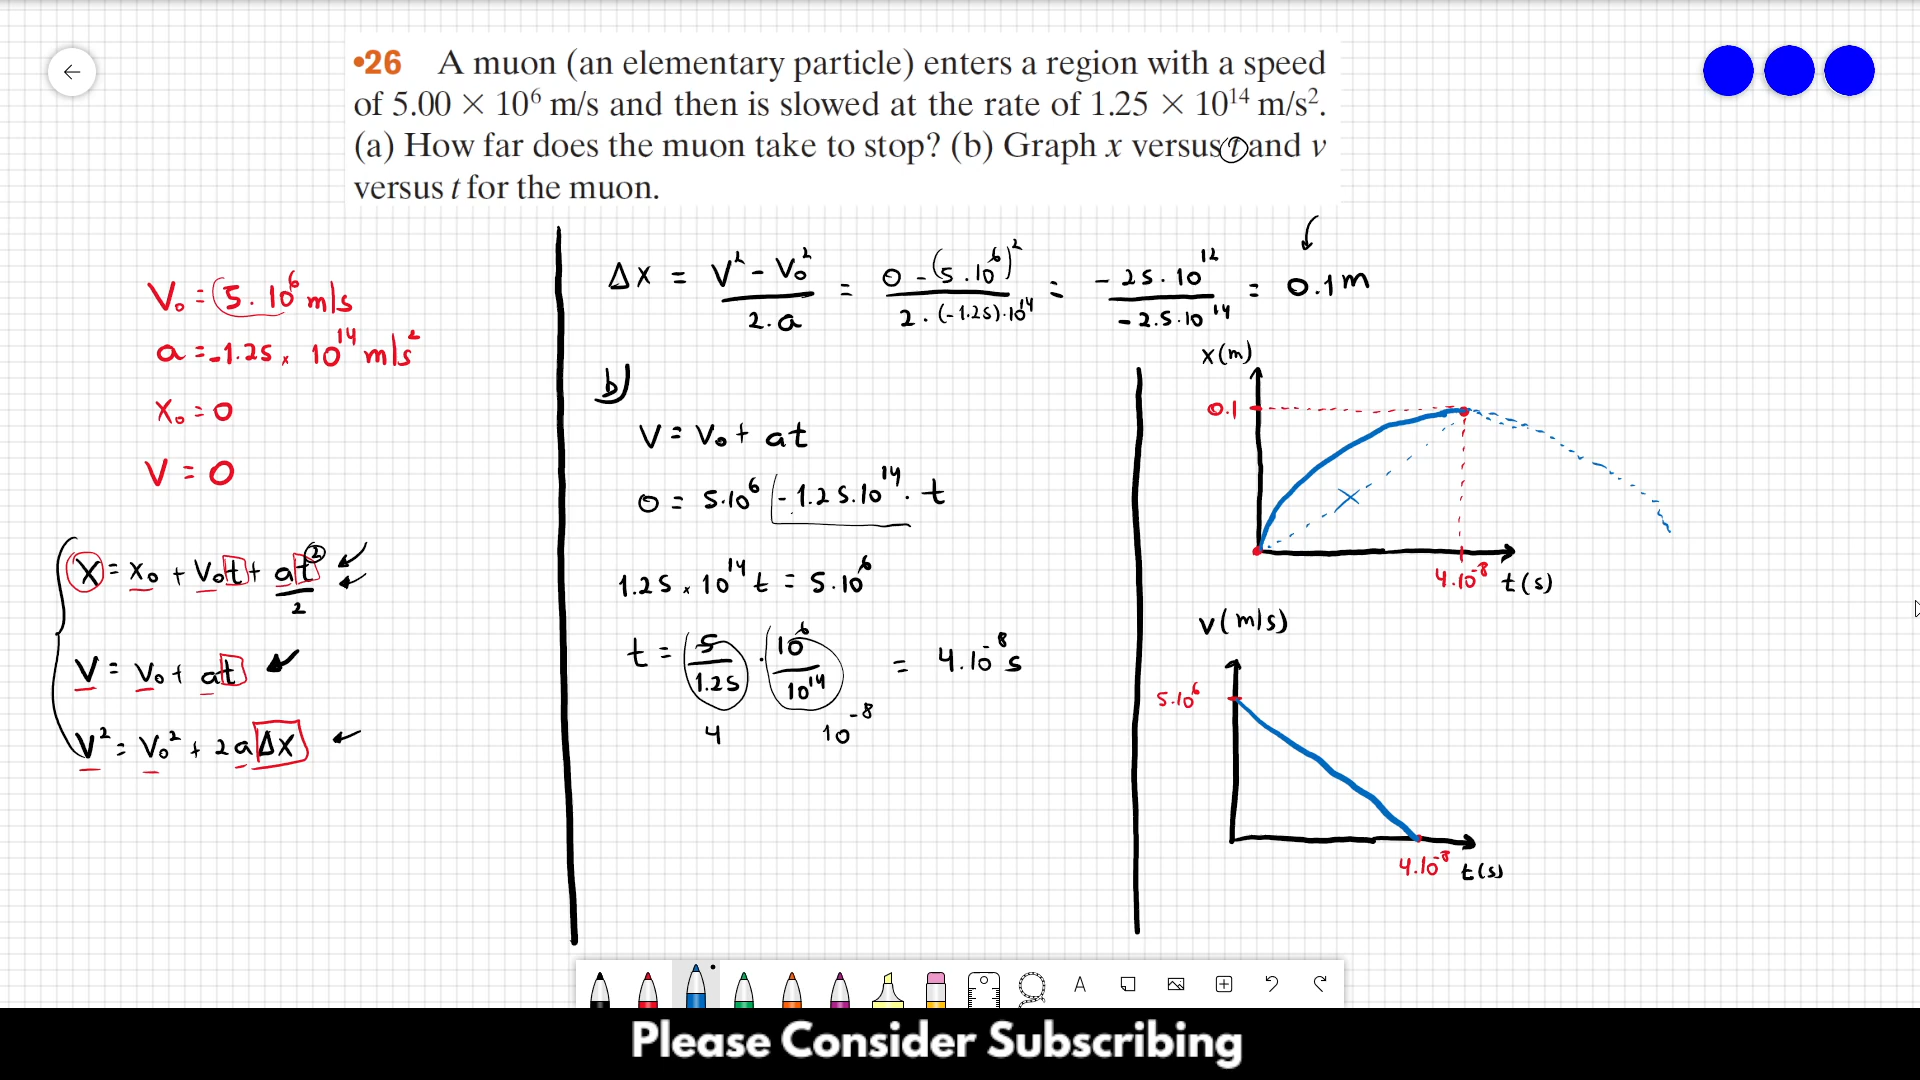 •26 A muon (an elementary particle) enters a region with a speed
of 5.00 × 10⁶ m/s and then is slowed at the rate of 1.25 × 10¹⁴ m/s².
(a) How far does the muon take to stop? (b) Graph x versus t and v
versus t for the muon.
V₀ = (5 . 10⁶ m/s
a = -1.25 × 10¹⁴ m/s²
X₀ = 0
V = 0
X = X₀ + V₀t + at²/2
V = V₀ + at
V² = V₀² + 2aΔX
ΔX = (V² - V₀²)/(2.a) = (0 - (5.10⁶)²)/(2.(-1.25).10¹⁴) = (-25.10¹²)/(-2.5.10¹⁴) = 0.1m
b)
V = V₀ + at
0 = 5.10⁶ - 1.25.10¹⁴. t
1.25 × 10¹⁴ t = 5.10⁶
t = (5/1.25) . (10⁶/10¹⁴) = 4.10⁻⁸ s
4 10⁻⁸
X(m)
0.1
4.10⁻⁸ t(s)
V(m/s)
5.10⁶
4.10⁻⁸ t(s)
A
Please Consider Subscribing